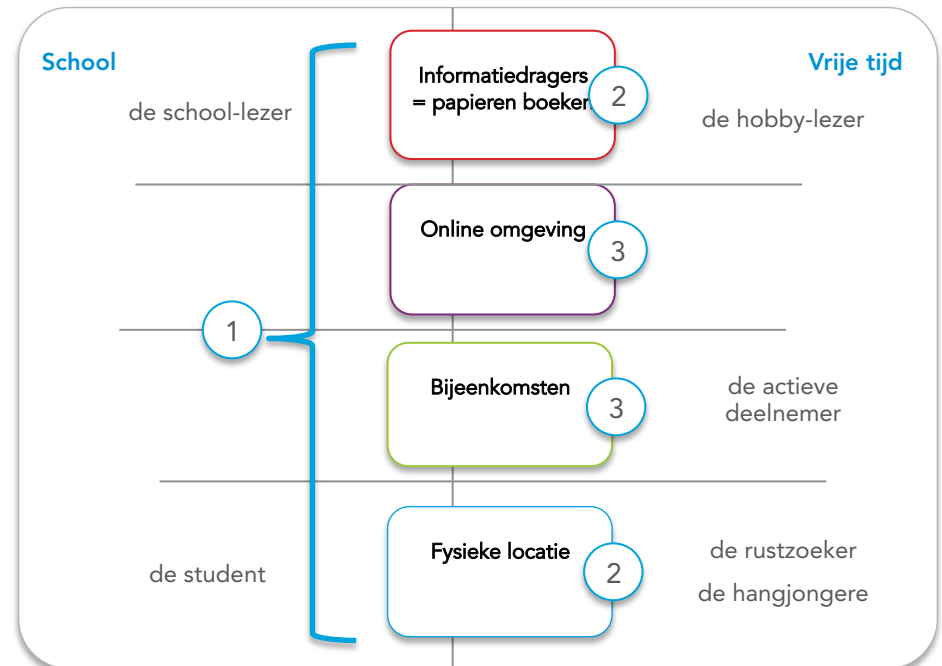 School
Vrije tijd
Informatiedragers
= papieren boeken
2
de school-lezer
de hobby-lezer
Online omgeving
3
1
Bijeenkomsten
3
de actieve
deelnemer
Fysieke locatie
2
de student
de rustzoeker
de hangjongere